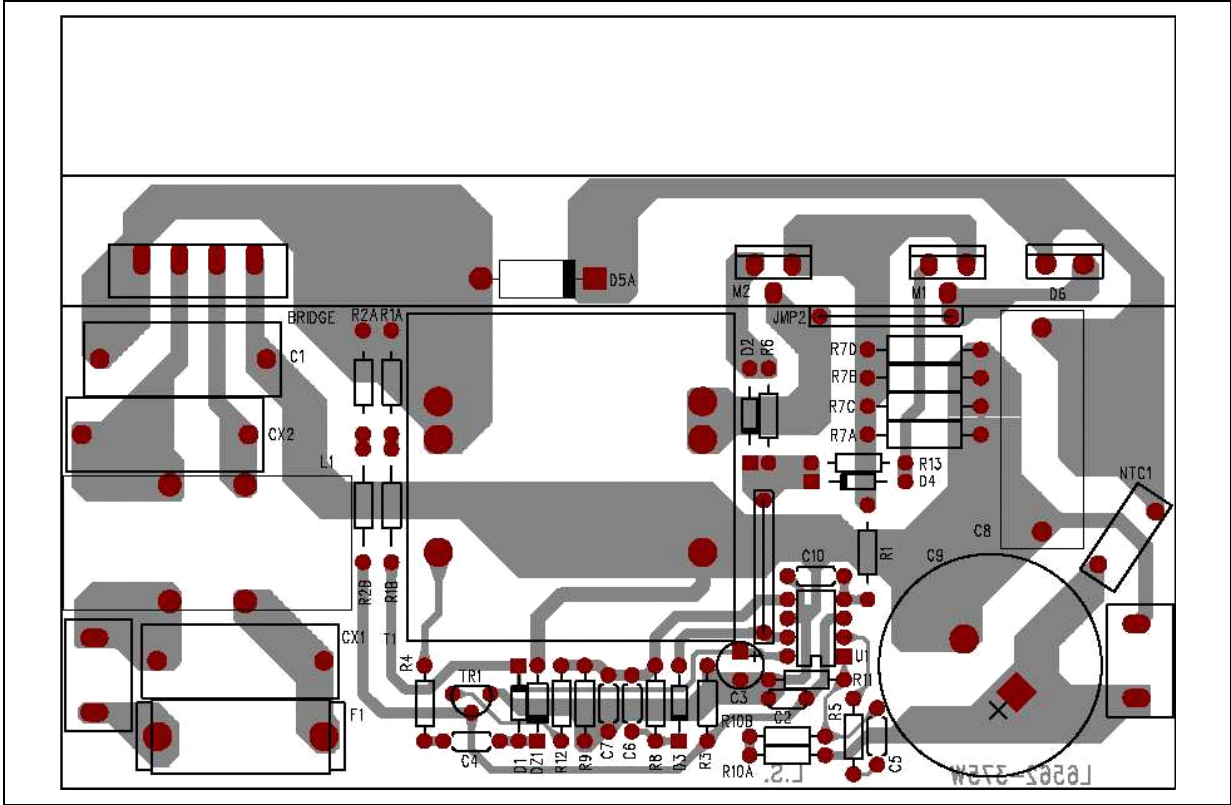 D5A
M2
M1
D6
BRIDGE
R2A
R1A
JMP2
C1
D2
R6
R7D
R7B
R7C
CX2
R7A
L1
R13
D4
NTC1
C8
R1
C9
C10
R2B
R1B
CX1
T1
R4
TR1
U1
R11
C3
F1
C2
R5
R10B
C4
D1
DZ1
R12
R9
C7
C6
R8
D3
R3
R10A
C5
L.S.
L6562-375W